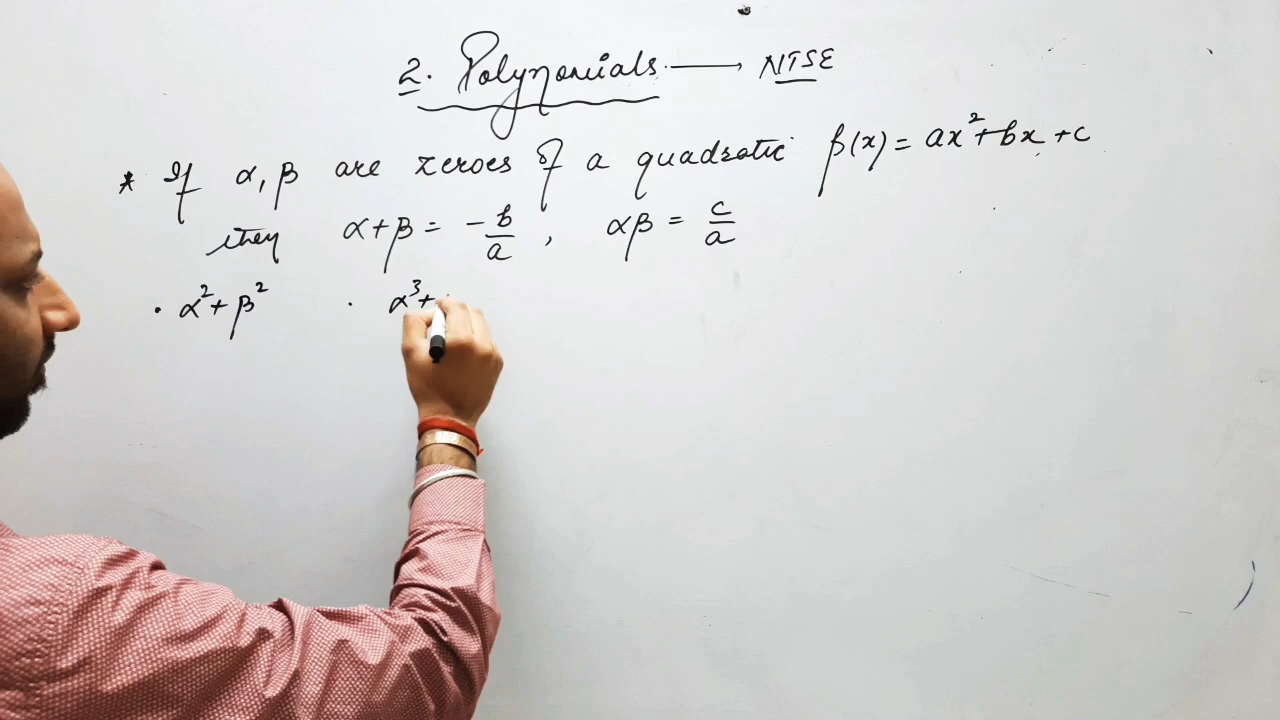 2. Polynomials → NTSE
* If α, β are zeroes of a quadratic p(x) = ax² + bx + c
then α+β = -b/a , αβ = c/a
· α² + β² · α³ +